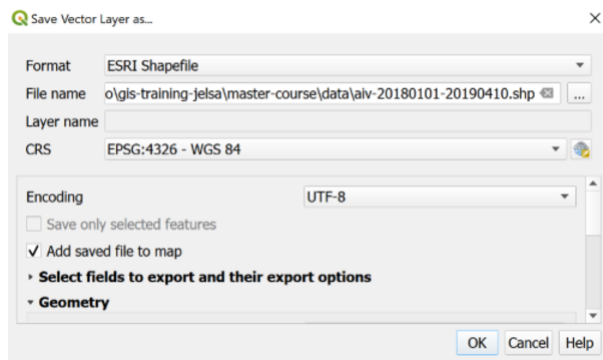 Save Vector Layer as...
Format ESRI Shapefile
File name o\gis-training-jelsa\master-course\data\aiv-20180101-20190410.shp ...
Layer name
CRS EPSG:4326 - WGS 84
Encoding UTF-8
Save only selected features
Add saved file to map
Select fields to export and their export options
Geometry
OK Cancel Help